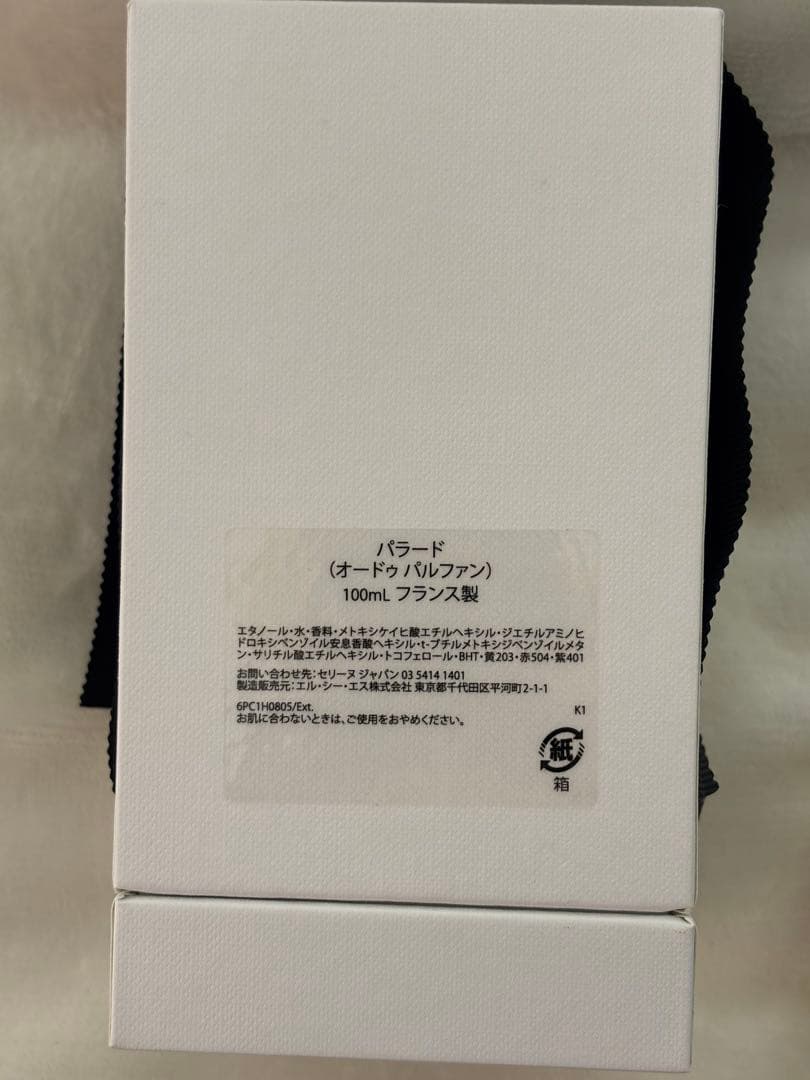 パラード
（オードゥ パルファン）
100mL フランス製
エタノール・水・香料・メトキシケイヒ酸エチルヘキシル・ジエチルアミノヒ
ドロキシベンゾイル安息香酸ヘキシル・t-ブチルメトキシジベンゾイルメタ
ン・サリチル酸エチルヘキシル・トコフェロール・BHT・黄203・赤504・紫401
お問い合わせ先：セリーヌ ジャパン 03 5414 1401
製造販売元：エル・シー・エス株式会社 東京都千代田区平河町2-1-1
6PC1H0805/Ext.
K1
お肌に合わないときは、ご使用をおやめください。
紙
箱